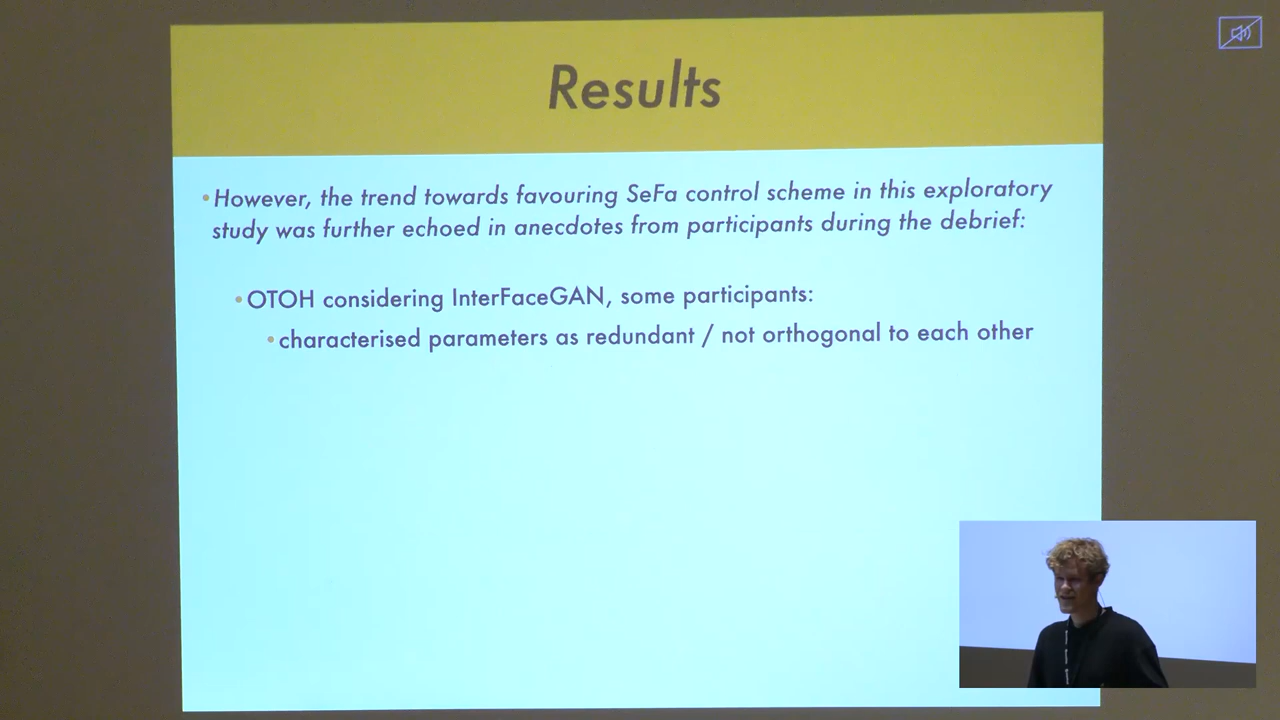 Results
•However, the trend towards favouring SeFa control scheme in this exploratory
study was further echoed in anecdotes from participants during the debrief:
•OTOH considering InterFaceGAN, some participants:
•characterised parameters as redundant / not orthogonal to each other